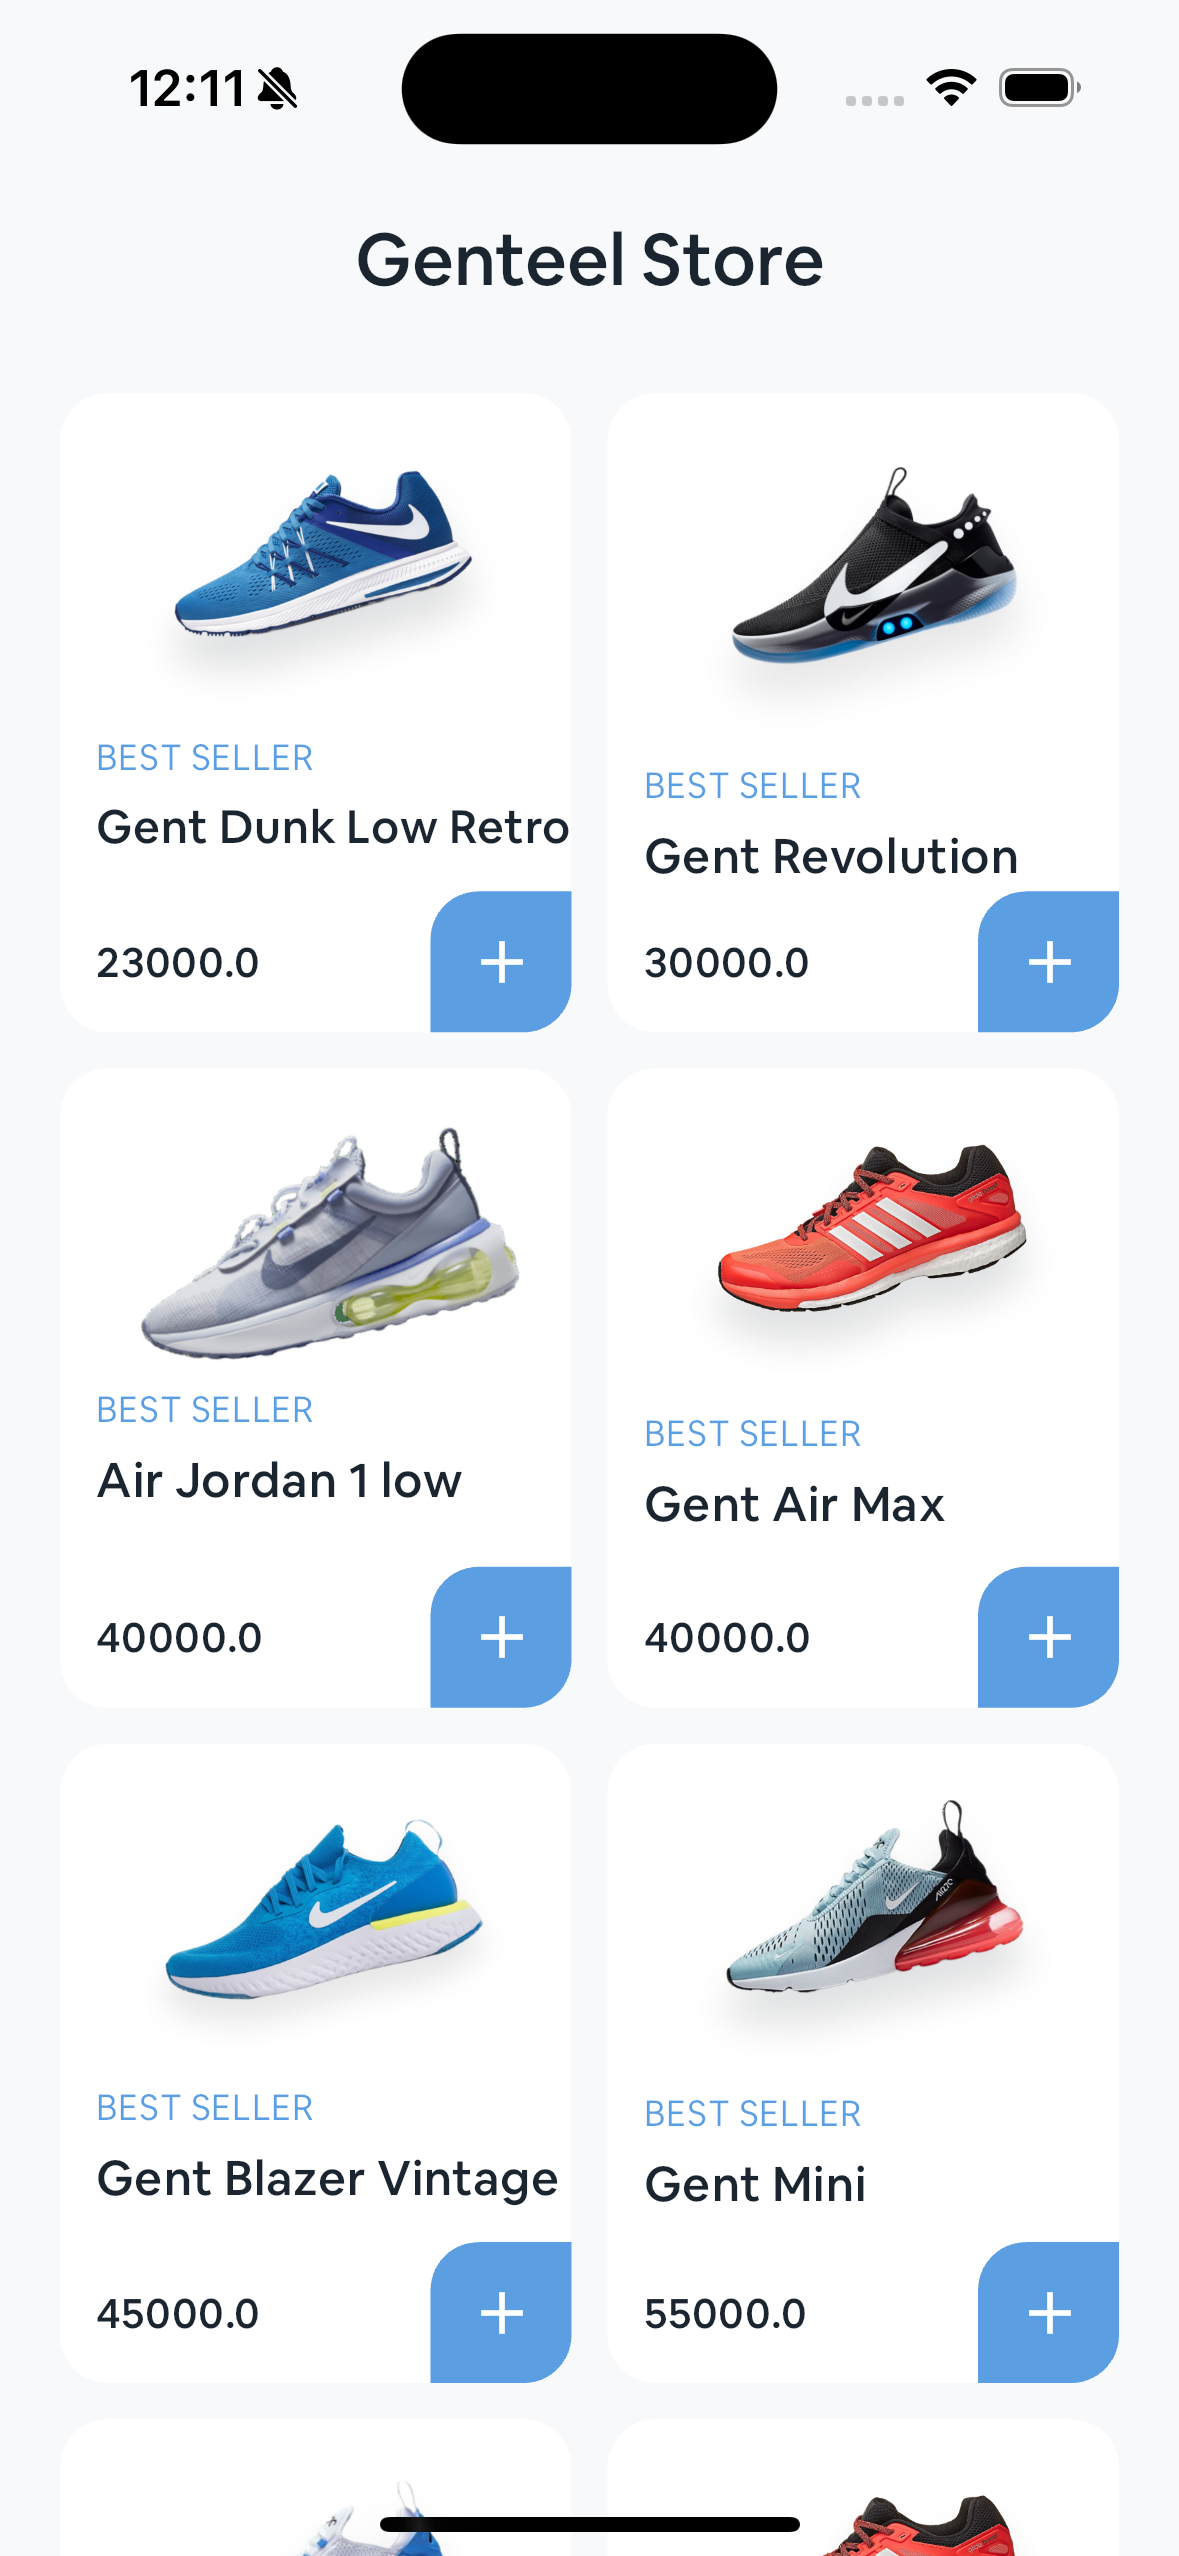 12:11
Genteel Store
BEST SELLER
Gent Dunk Low Retro
23000.0
BEST SELLER
Gent Revolution
30000.0
BEST SELLER
Air Jordan 1 low
40000.0
BEST SELLER
Gent Air Max
40000.0
BEST SELLER
Gent Blazer Vintage
45000.0
BEST SELLER
Gent Mini
55000.0